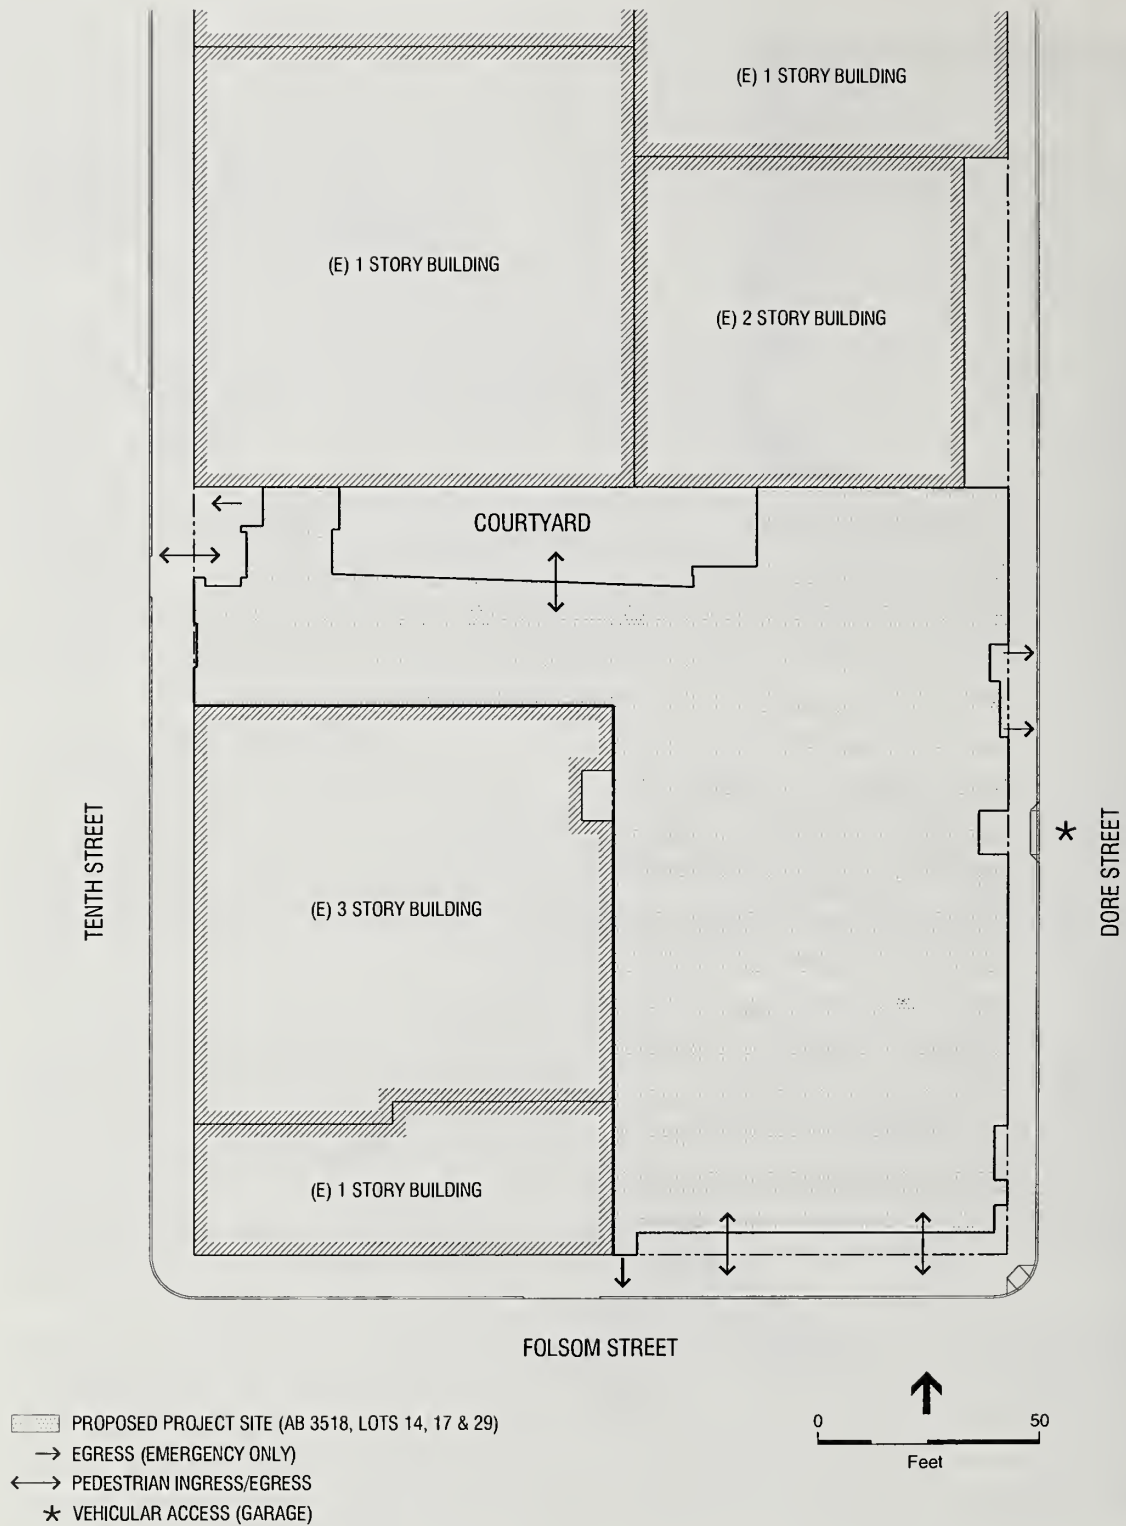 (E) 1 STORY BUILDING
(E) 1 STORY BUILDING
(E) 2 STORY BUILDING
COURTYARD
TENTH STREET
DORE STREET
(E) 3 STORY BUILDING
(E) 1 STORY BUILDING
FOLSOM STREET
PROPOSED PROJECT SITE (AB 3518, LOTS 14, 17 & 29)
EGRESS (EMERGENCY ONLY)
PEDESTRIAN INGRESS/EGRESS
* VEHICULAR ACCESS (GARAGE)
0 50
Feet